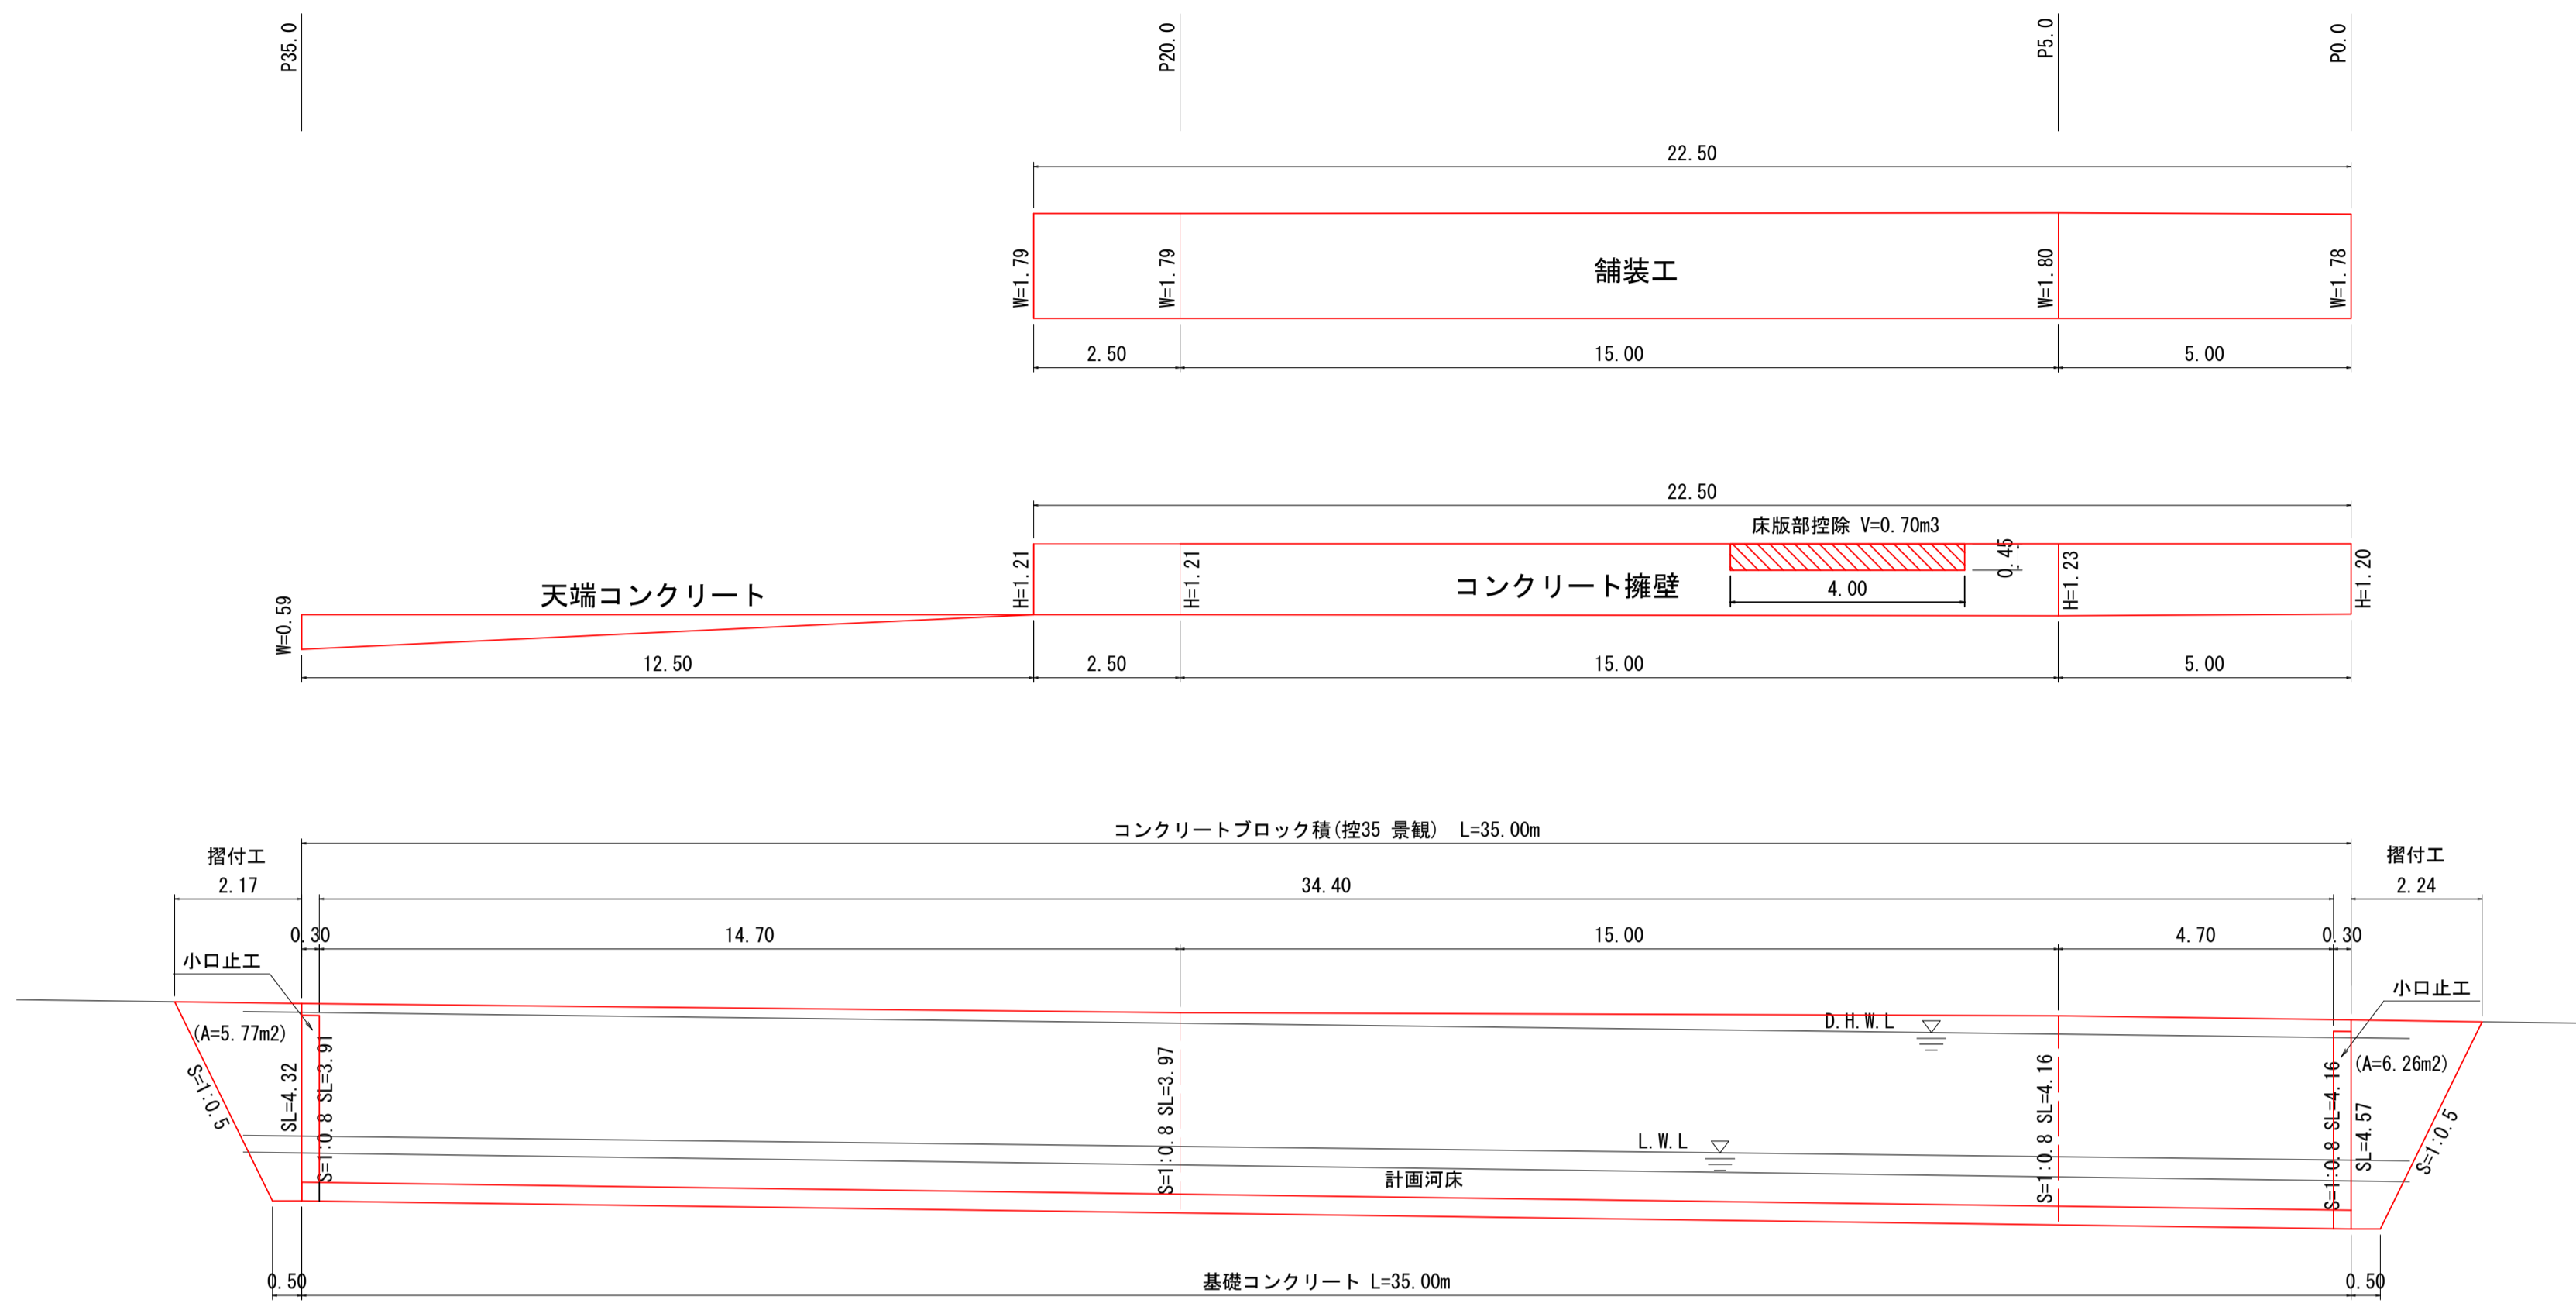 P35.0
P20.0
P5.0
P0.0
22.50
W=1.79
W=1.79
舗装工
W=1.80
W=1.78
2.50
15.00
5.00
22.50
床版部控除 V=0.70m3
天端コンクリート
W=0.59
H=1.21
H=1.21
コンクリート擁壁
4.00
0.45
H=1.23
H=1.20
12.50
2.50
15.00
5.00
コンクリートブロック積(控35 景観) L=35.00m
摺付工
2.17
34.40
摺付工
2.24
0.30
14.70
15.00
4.70
0.30
小口止工
小口止工
(A=5.77m2)
S=1:0.5
SL=4.32
S=1:0.8 SL=3.91
S=1:0.8 SL=3.97
D.H.W.L
L.W.L
計画河床
S=1:0.8 SL=4.16
S=1:0.8 SL=4.16
(A=6.26m2)
SL=4.57
S=1:0.5
0.50
基礎コンクリート L=35.00m
0.50